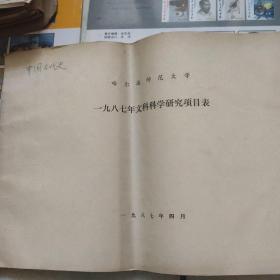 中国古代史
哈尔滨师范大学
一九八七年文科科学研究项目表
一九八七年四月